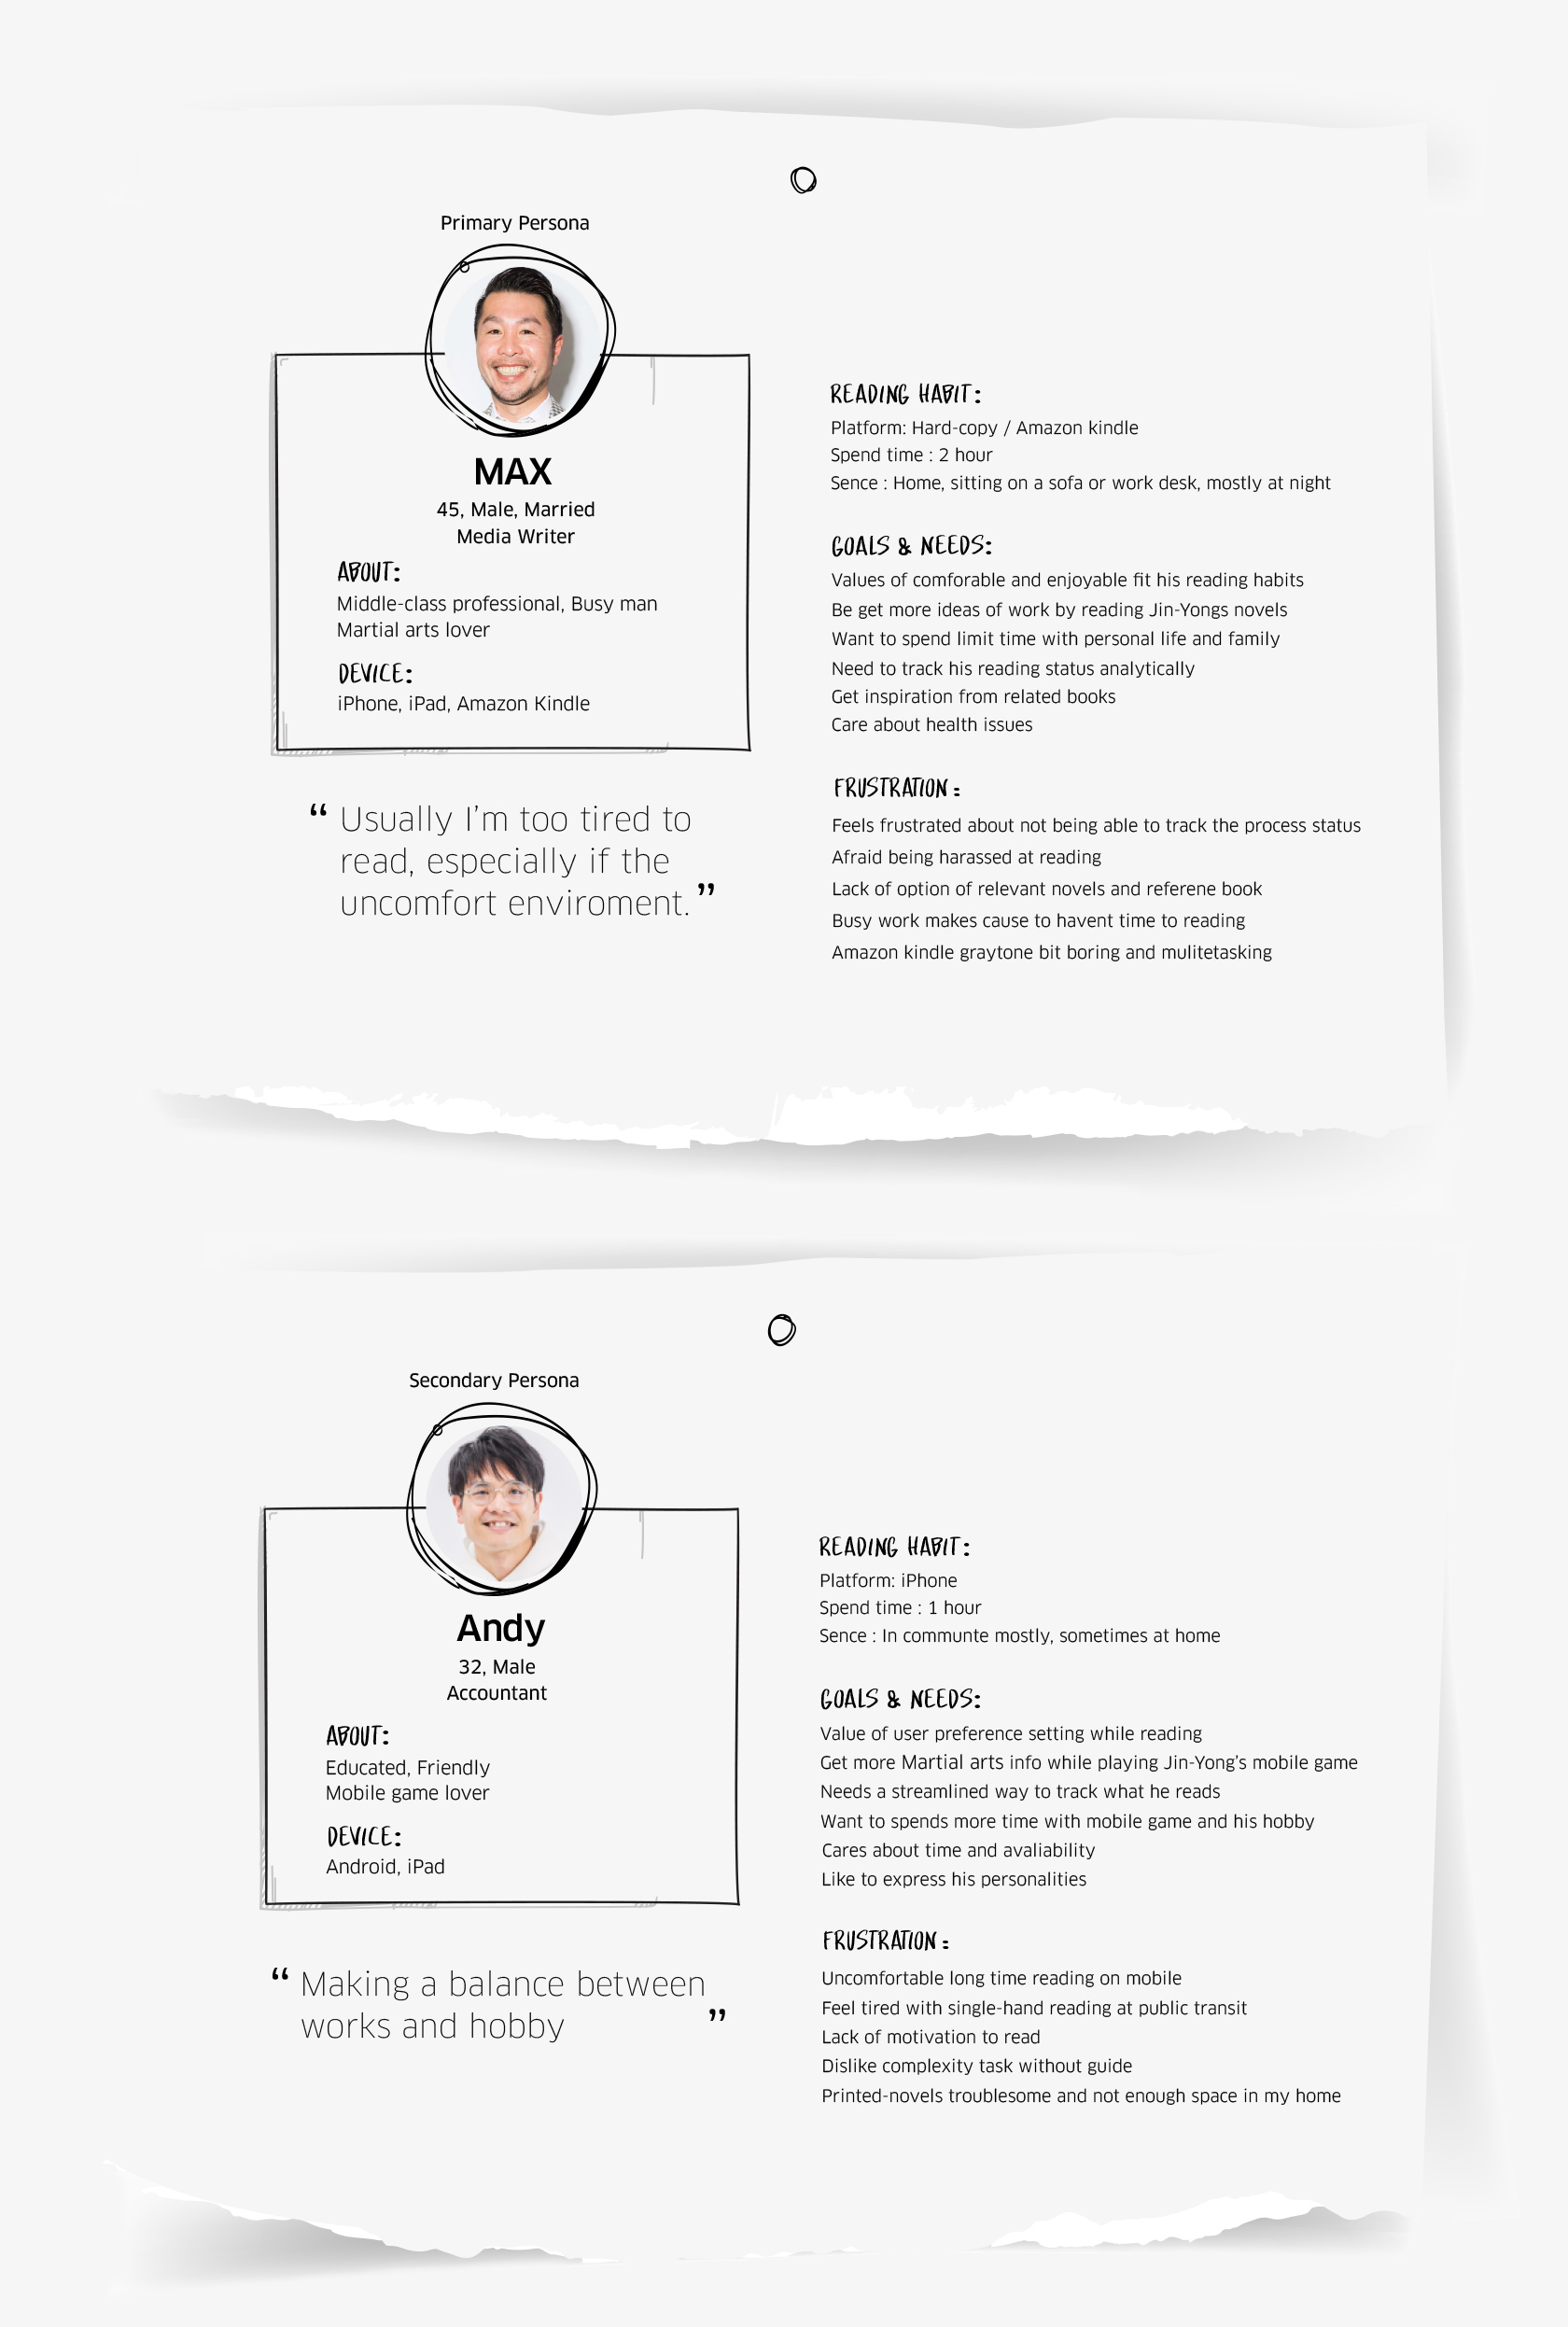 Primary Persona
MAX
45, Male, Married
Media Writer
ABOUT:
Middle-class professional, Busy man
Martial arts lover
DEVICE:
iPhone, iPad, Amazon Kindle
“ Usually I’m too tired to
read, especially if the
uncomfort enviroment. ”
READING HABIT:
Platform: Hard-copy / Amazon kindle
Spend time : 2 hour
Sence : Home, sitting on a sofa or work desk, mostly at night
GOALS & NEEDS:
Values of comforable and enjoyable fit his reading habits
Be get more ideas of work by reading Jin-Yongs novels
Want to spend limit time with personal life and family
Need to track his reading status analytically
Get inspiration from related books
Care about health issues
FRUSTRATION :
Feels frustrated about not being able to track the process status
Afraid being harassed at reading
Lack of option of relevant novels and referene book
Busy work makes cause to havent time to reading
Amazon kindle graytone bit boring and mulitetasking
Secondary Persona
Andy
32, Male
Accountant
ABOUT:
Educated, Friendly
Mobile game lover
DEVICE:
Android, iPad
“ Making a balance between
works and hobby ”
READING HABIT:
Platform: iPhone
Spend time : 1 hour
Sence : In communte mostly, sometimes at home
GOALS & NEEDS:
Value of user preference setting while reading
Get more Martial arts info while playing Jin-Yong’s mobile game
Needs a streamlined way to track what he reads
Want to spends more time with mobile game and his hobby
Cares about time and avaliability
Like to express his personalities
FRUSTRATION :
Uncomfortable long time reading on mobile
Feel tired with single-hand reading at public transit
Lack of motivation to read
Dislike complexity task without guide
Printed-novels troublesome and not enough space in my home